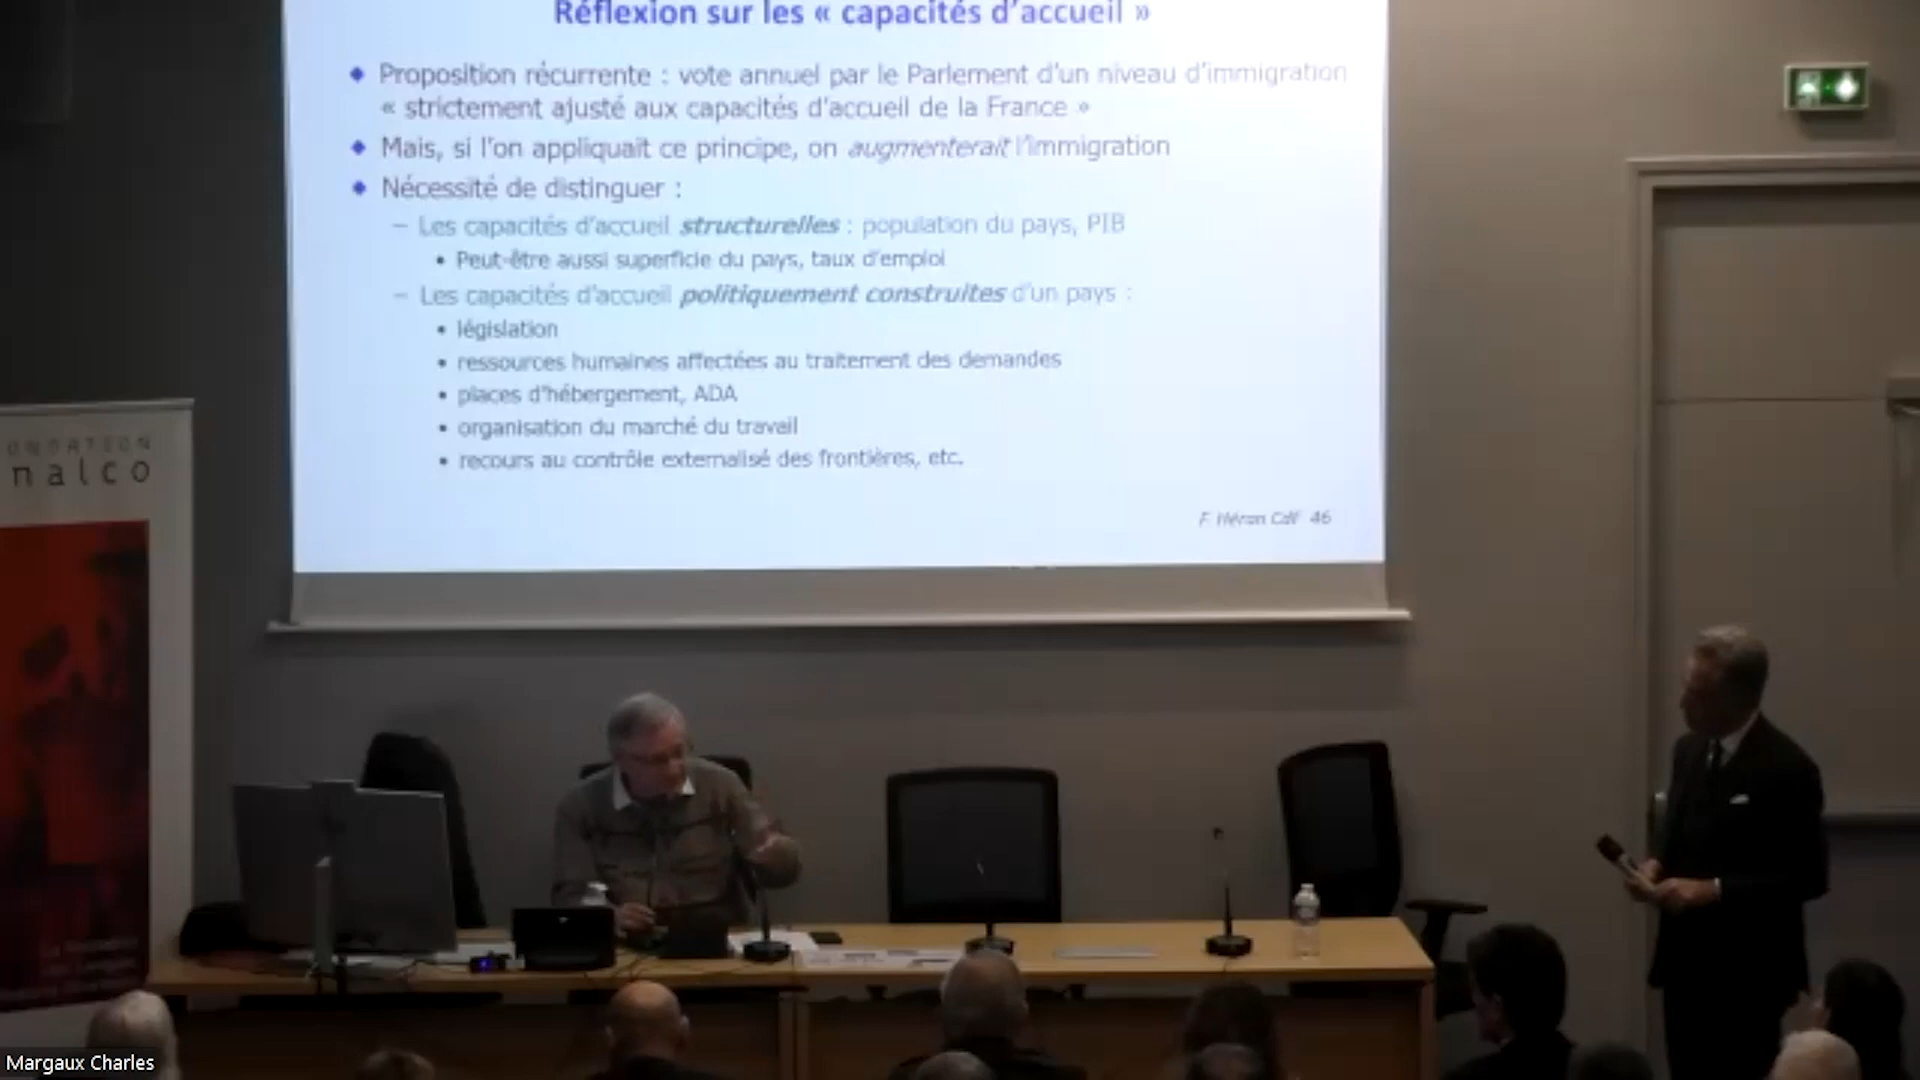 Réflexion sur les « capacités d'accueil »
◆ Proposition récurrente : vote annuel par le Parlement d'un niveau d'immigration
« strictement ajusté aux capacités d'accueil de la France »
◆ Mais, si l'on appliquait ce principe, on augmenterait l'immigration
◆ Nécessité de distinguer :
– Les capacités d'accueil structurelles : population du pays, PIB
• Peut-être aussi superficie du pays, taux d'emploi
– Les capacités d'accueil politiquement construites d'un pays :
• législation
• ressources humaines affectées au traitement des demandes
• places d'hébergement, ADA
• organisation du marché du travail
• recours au contrôle externalisé des frontières, etc.
F Héran CdF 46
ONDATION
nalco
Margaux Charles